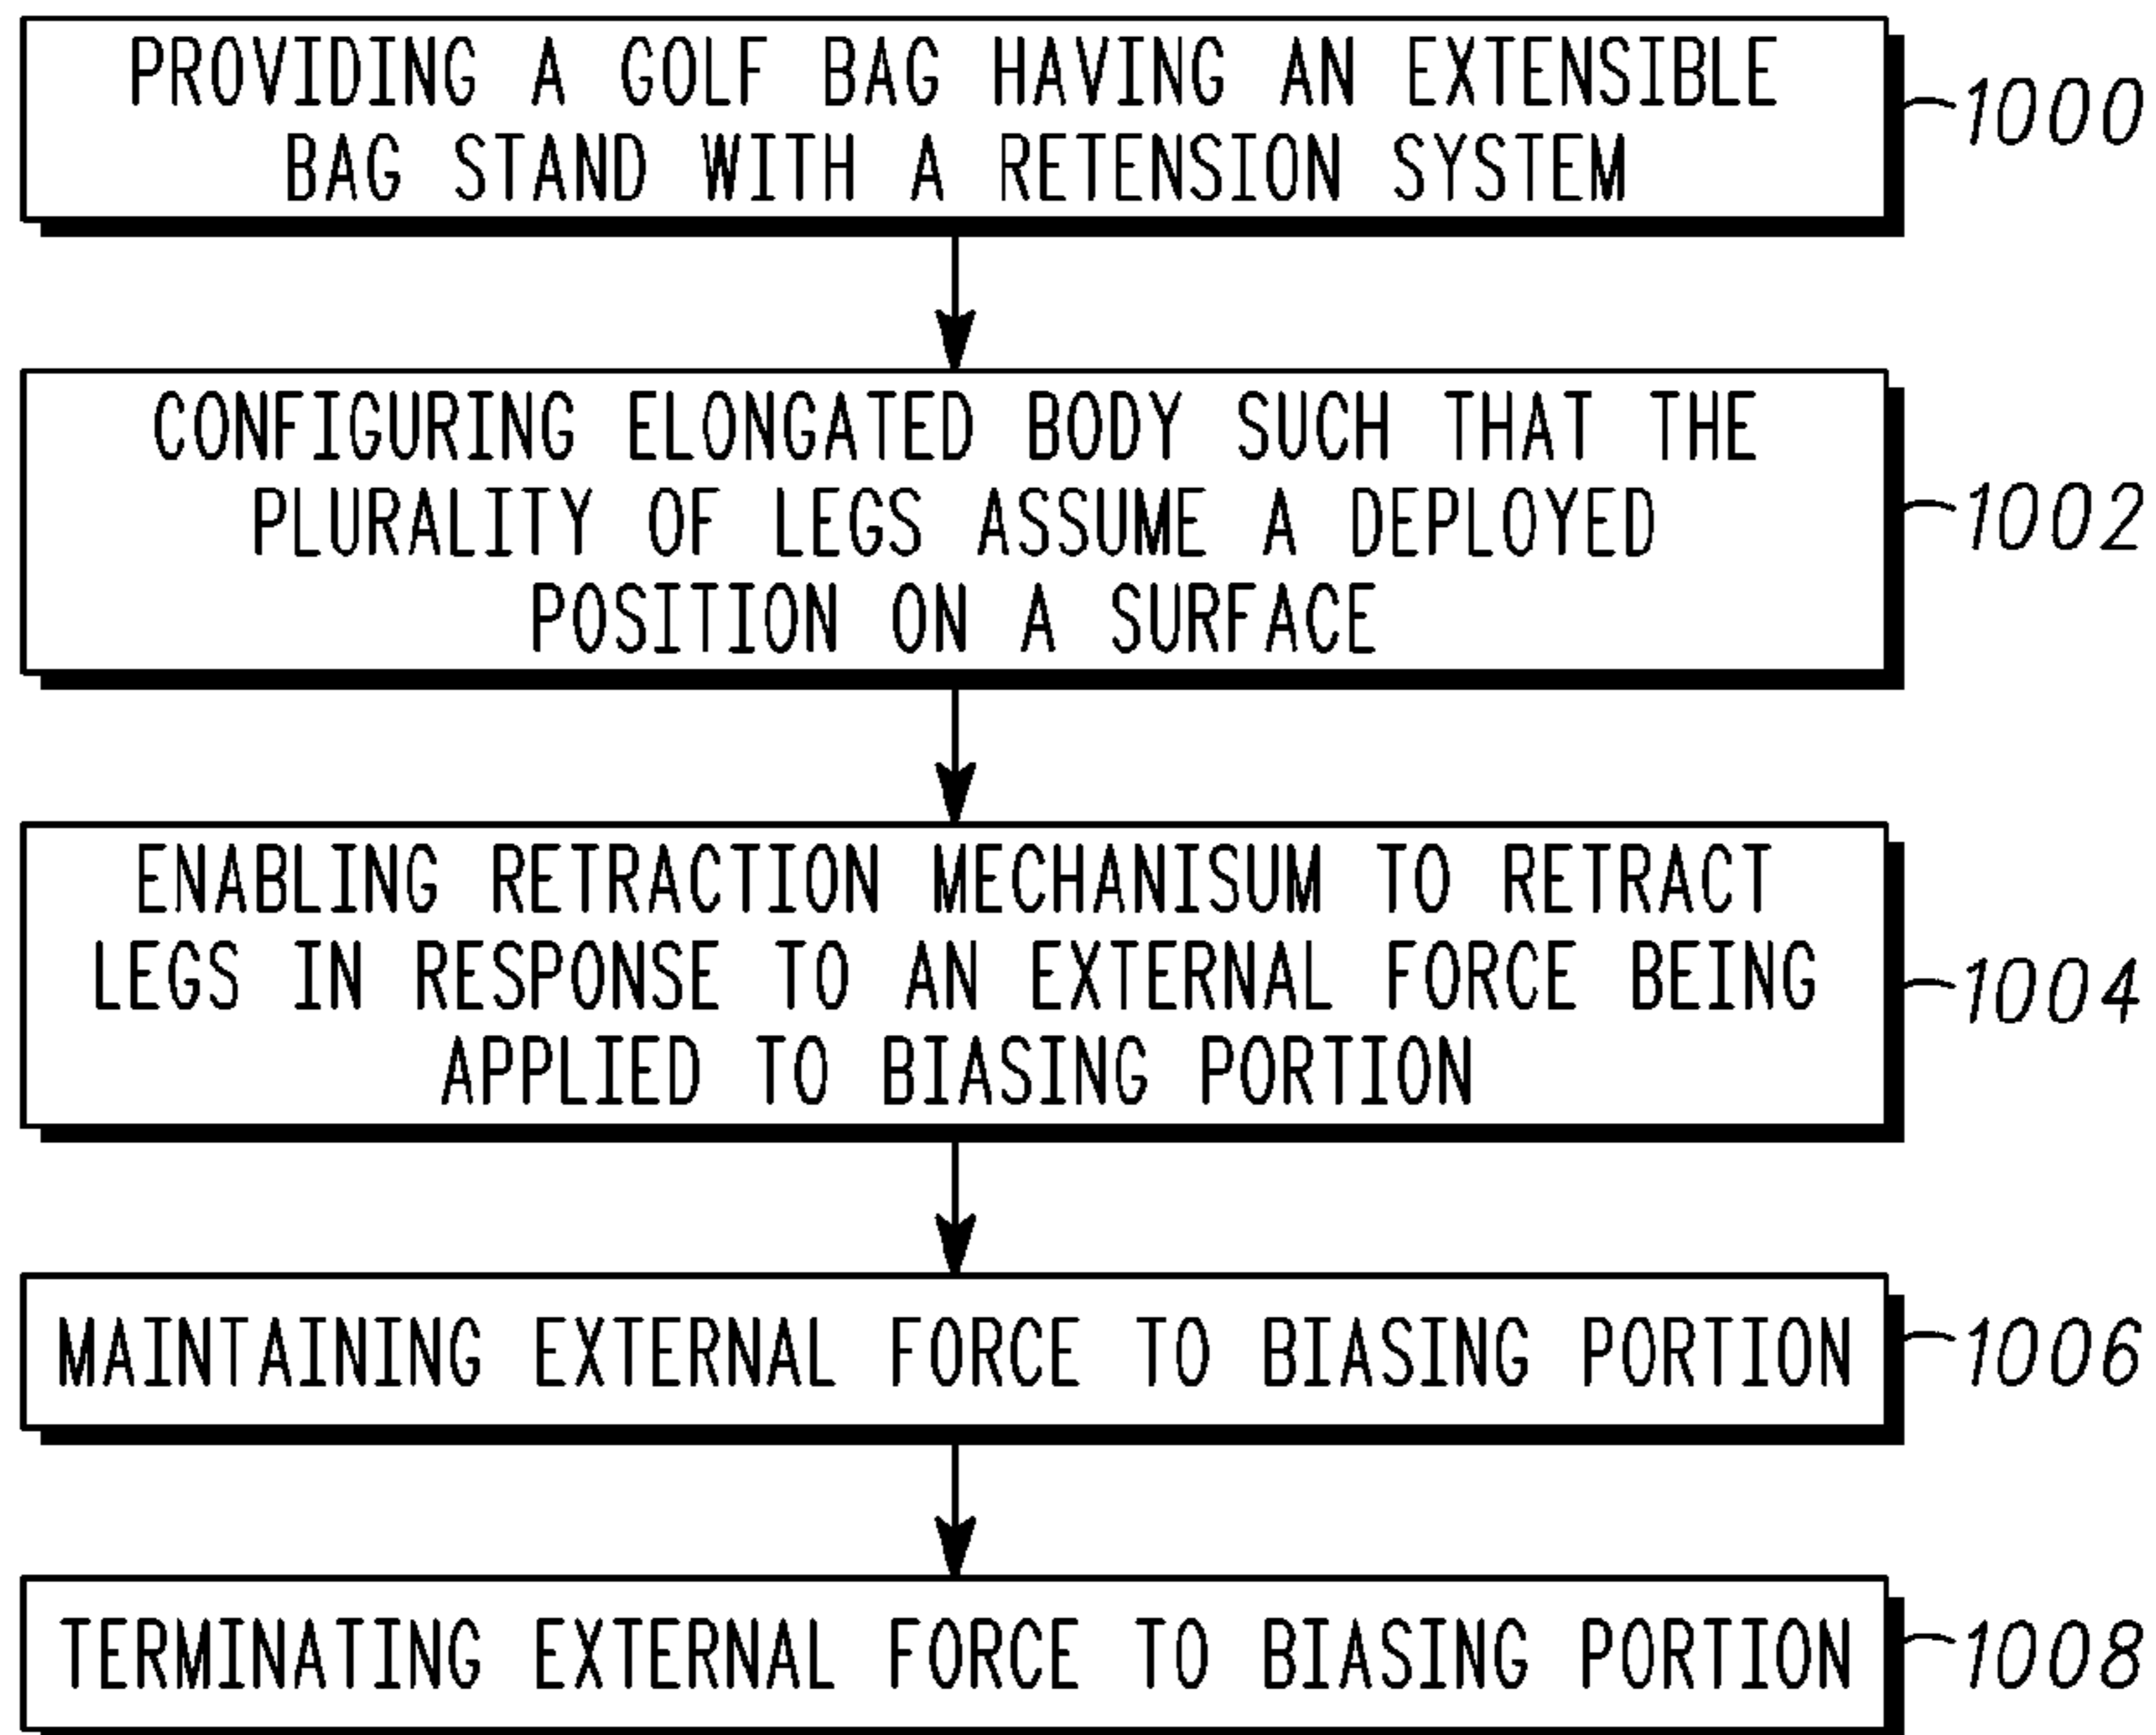 PROVIDING A GOLF BAG HAVING AN EXTENSIBLE
BAG STAND WITH A RETENSION SYSTEM
1000
CONFIGURING ELONGATED BODY SUCH THAT THE
PLURALITY OF LEGS ASSUME A DEPLOYED
POSITION ON A SURFACE
1002
ENABLING RETRACTION MECHANISUM TO RETRACT
LEGS IN RESPONSE TO AN EXTERNAL FORCE BEING
APPLIED TO BIASING PORTION
1004
MAINTAINING EXTERNAL FORCE TO BIASING PORTION
1006
TERMINATING EXTERNAL FORCE TO BIASING PORTION
1008